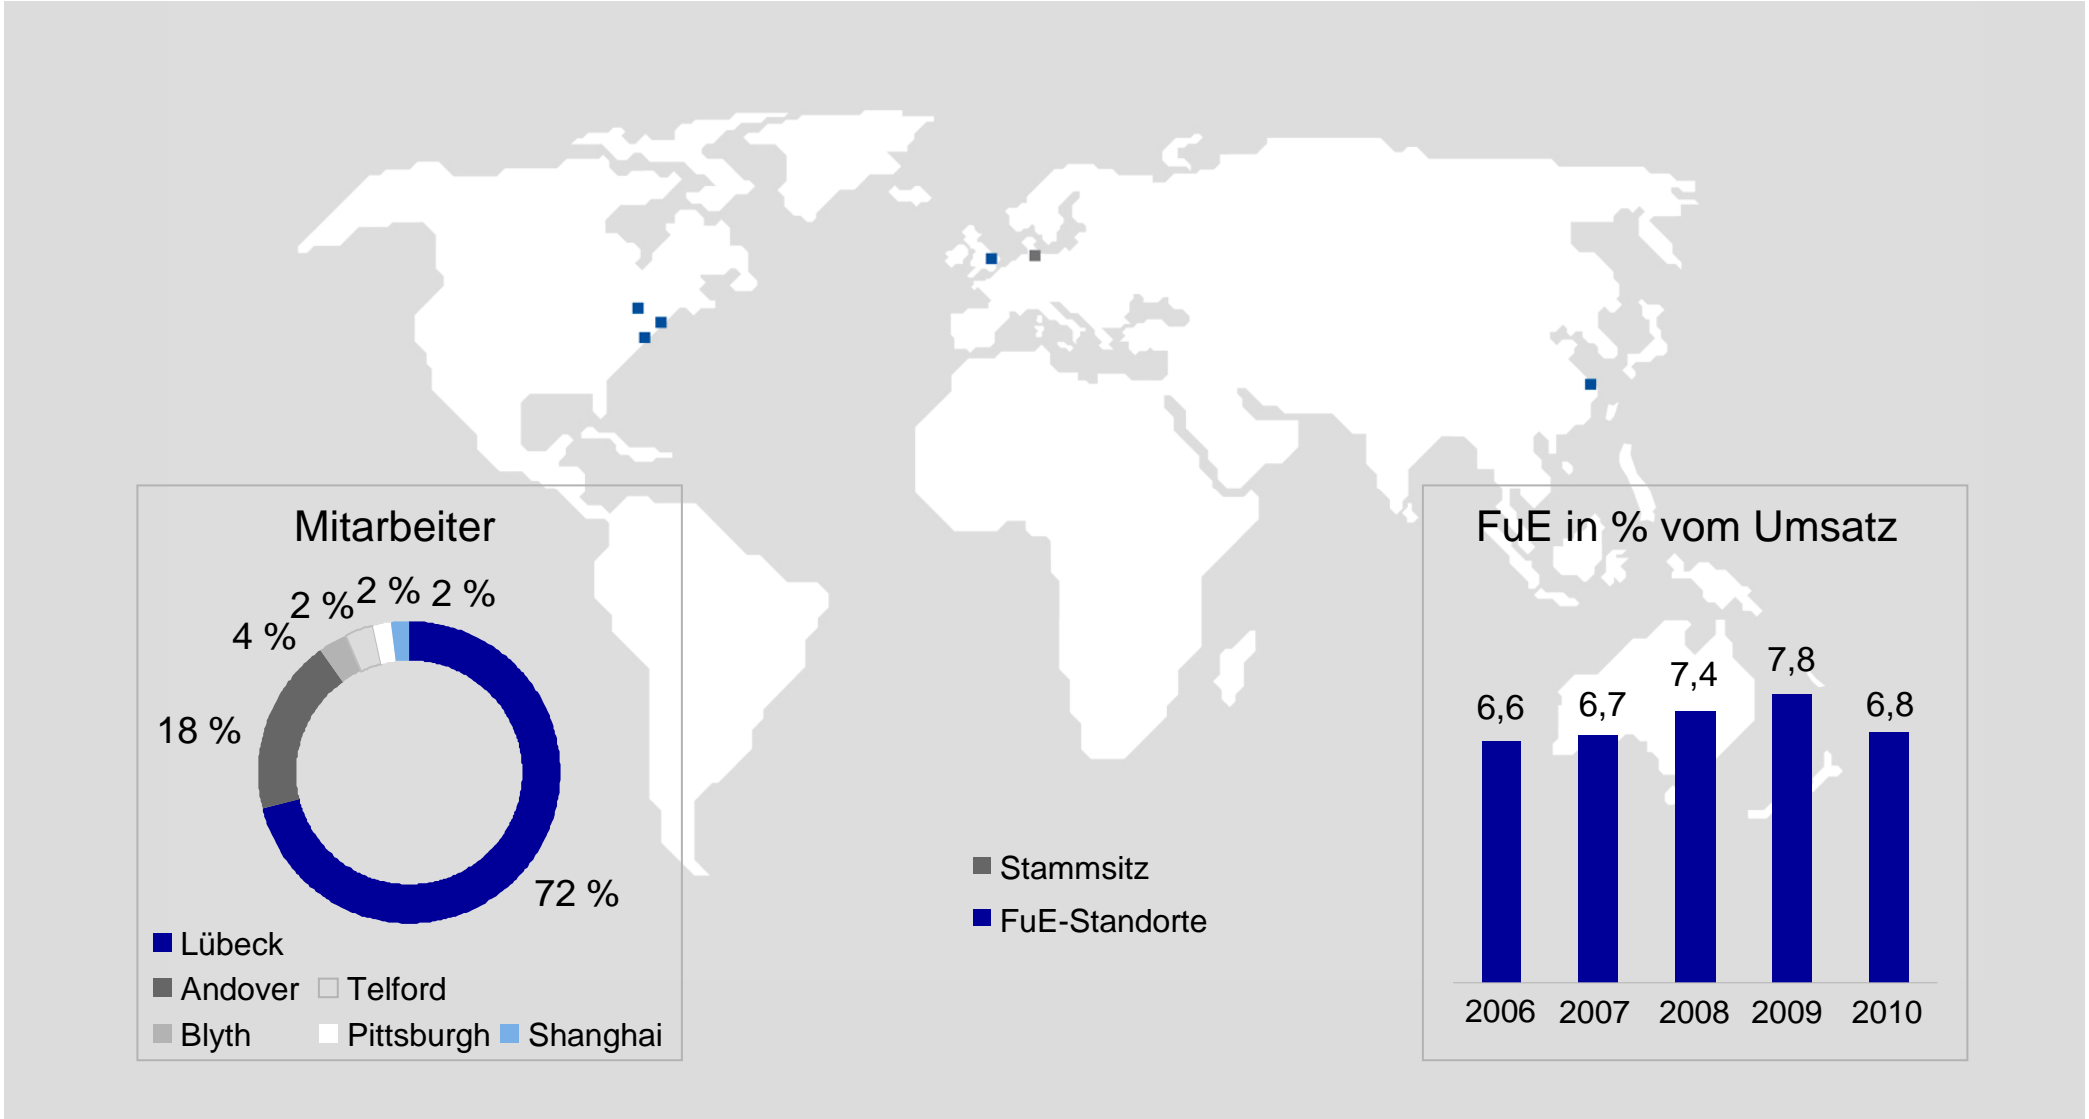 Mitarbeiter
2 %
2 %
2 %
4 %
18 %
72 %
Lübeck
Andover
Telford
Blyth
Pittsburgh
Shanghai
Stammsitz
FuE-Standorte
FuE in % vom Umsatz
6,6
6,7
7,4
7,8
6,8
2006
2007
2008
2009
2010